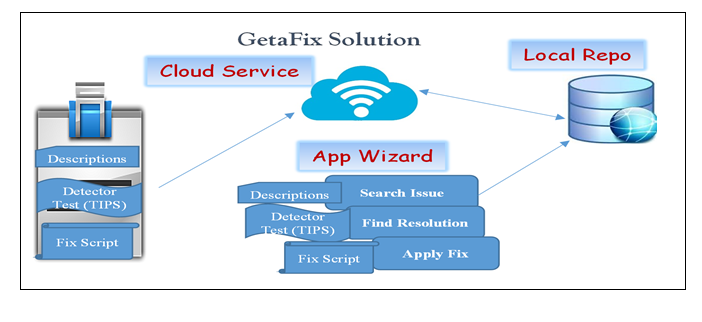 GetaFix Solution
Cloud Service
Local Repo
Descriptions
Detector
Test (TIPS)
Fix Script
App Wizard
Descriptions
Search Issue
Detector
Test (TIPS)
Find Resolution
Fix Script
Apply Fix